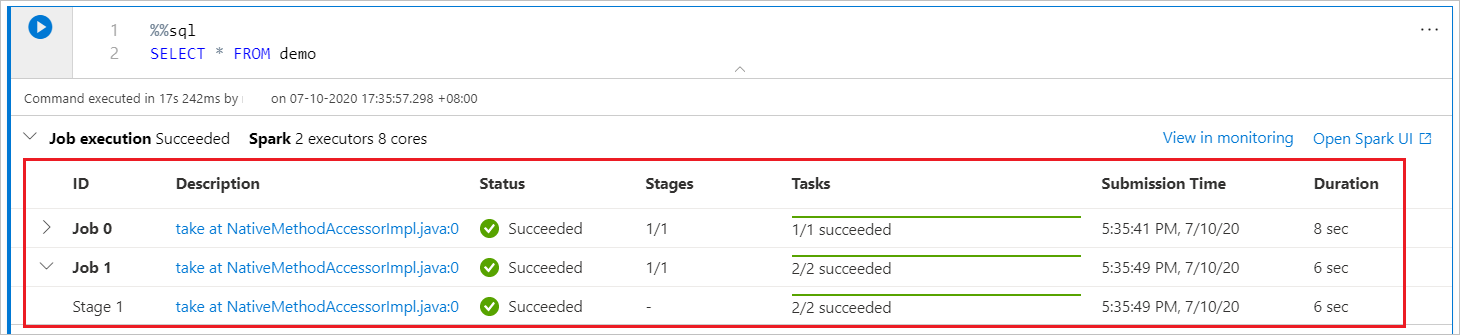 1 %%sql
2 SELECT * FROM demo
Command executed in 17s 242ms by on 07-10-2020 17:35:57.298 +08:00
Job execution Succeeded Spark 2 executors 8 cores View in monitoring Open Spark UI
ID Description Status Stages Tasks Submission Time Duration
Job 0 take at NativeMethodAccessorImpl.java:0 Succeeded 1/1 1/1 succeeded 5:35:41 PM, 7/10/20 8 sec
Job 1 take at NativeMethodAccessorImpl.java:0 Succeeded 1/1 2/2 succeeded 5:35:49 PM, 7/10/20 6 sec
Stage 1 take at NativeMethodAccessorImpl.java:0 Succeeded - 2/2 succeeded 5:35:49 PM, 7/10/20 6 sec